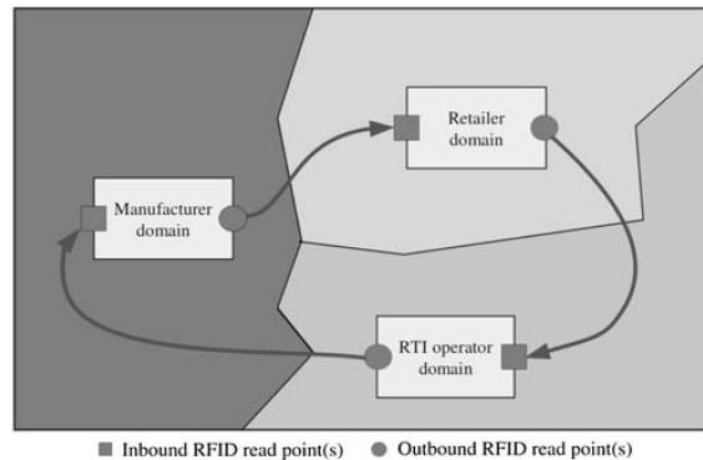 Retailer
domain
Manufacturer
domain
RTI operator
domain
Inbound RFID read point(s)
Outbound RFID read point(s)